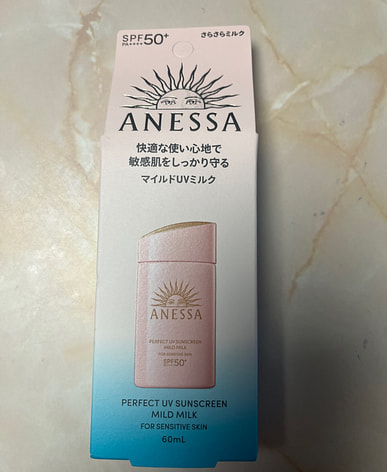 SPF50+
PA++++
さらさらミルク
ANESSA
快適な使い心地で
敏感肌をしっかり守る
マイルドUVミルク
ANESSA
PERFECT UV SUNSCREEN
MILD MILK
FOR SENSITIVE SKIN
SPF50+
PERFECT UV SUNSCREEN
MILD MILK
FOR SENSITIVE SKIN
60mL